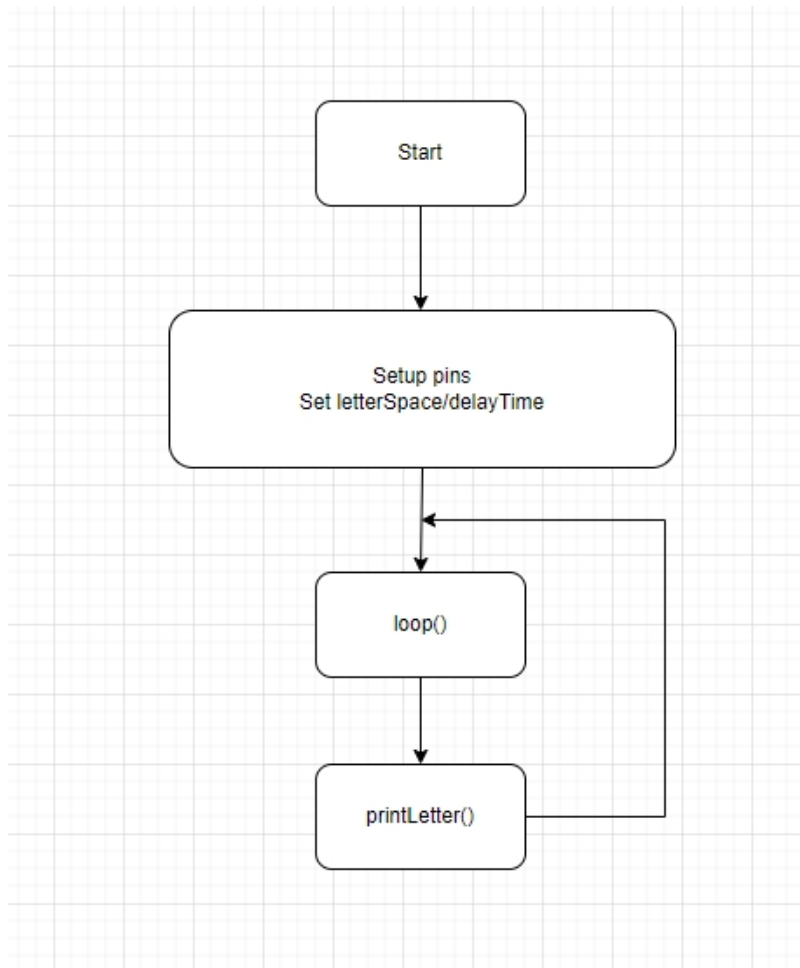 Start
Setup pins
Set letterSpace/delayTime
loop()
printLetter()